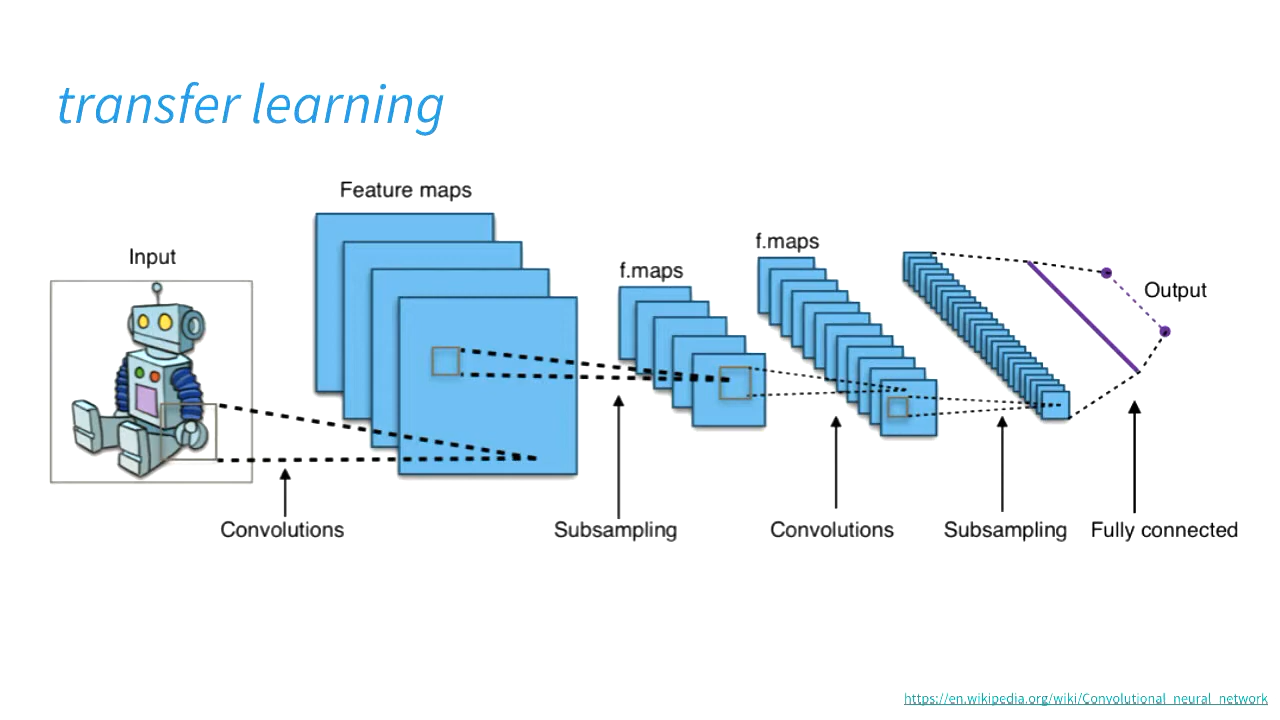 transfer learning
Feature maps
Input
f.maps
f.maps
Output
Convolutions
Subsampling
Convolutions
Subsampling
Fully connected
https://en.wikipedia.org/wiki/Convolutional_neural_network